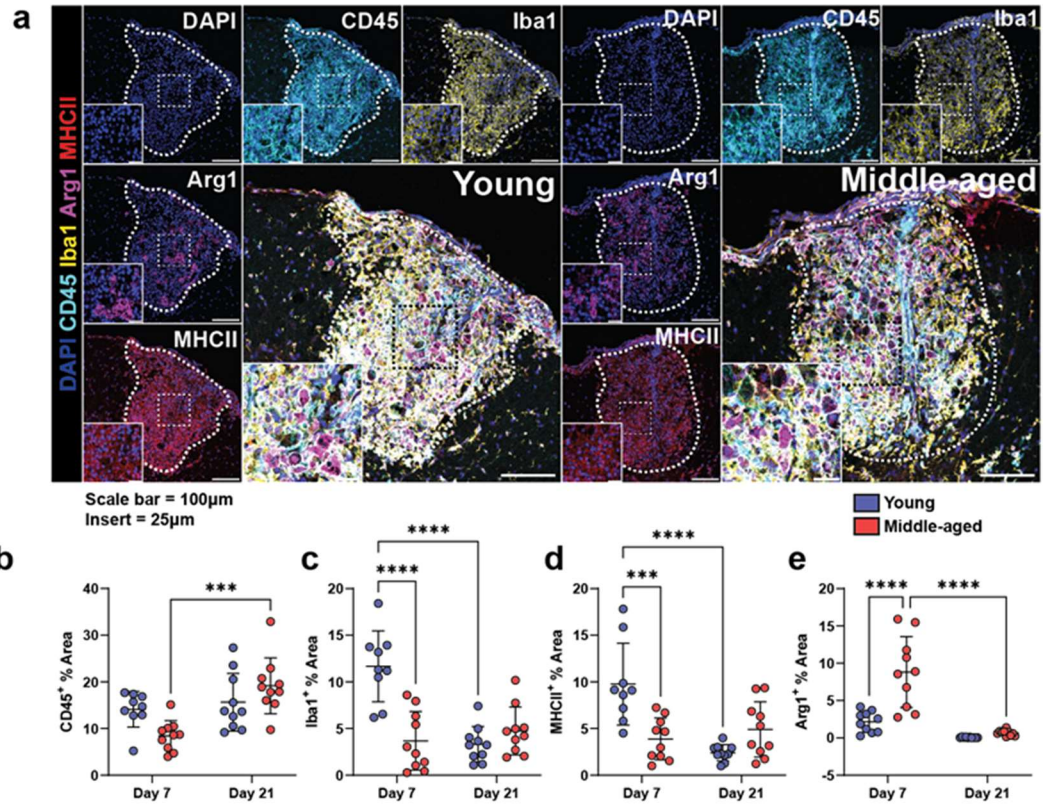 a
DAPI CD45 Iba1 Arg1 MHCII
DAPI
CD45
Iba1
DAPI
CD45
Iba1
Arg1
Young
Arg1
Middle-aged
MHCII
MHCII
Scale bar = 100µm
Insert = 25µm
Young
Middle-aged
b
CD45+ % Area
40
30
20
10
0
***
Day 7
Day 21
c
Iba1+ % Area
20
15
10
5
0
****
****
Day 7
Day 21
d
MHCII+ % Area
20
15
10
5
0
****
***
Day 7
Day 21
e
Arg1+ % Area
20
15
10
5
0
-5
****
****
Day 7
Day 21